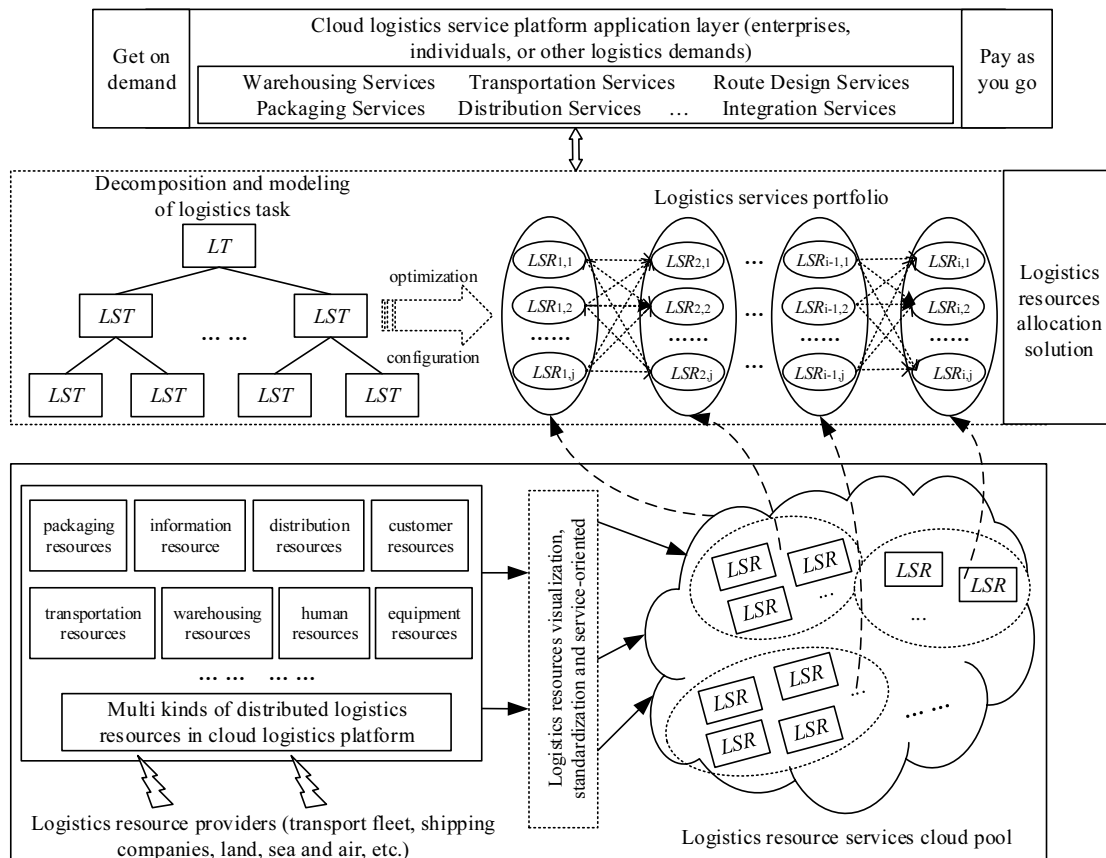 Get on
demand
Cloud logistics service platform application layer (enterprises,
individuals, or other logistics demands)
Warehousing Services Transportation Services Route Design Services
Packaging Services Distribution Services … Integration Services
Pay as
you go
Decomposition and modeling
of logistics task
LT
LST … … LST
LST LST LST LST
optimization
configuration
Logistics services portfolio
LSR1,1 LSR2,1 … LSRi-1,1 LSRi,1
LSR1,2 LSR2,2 … LSRi-1,2 LSRi,2
…… …… …… ……
LSR1,j LSR2,j … LSRi-1,j LSRi,j
Logistics
resources
allocation
solution
packaging
resources
information
resource
distribution
resources
customer
resources
transportation
resources
warehousing
resources
human
resources
equipment
resources
… … … …
Multi kinds of distributed logistics
resources in cloud logistics platform
Logistics resource providers (transport fleet, shipping
companies, land, sea and air, etc.)
Logistics resources visualization,
standardization and service-oriented
LSR LSR
LSR …
LSR LSR
…
LSR LSR …
LSR LSR
… …
Logistics resource services cloud pool